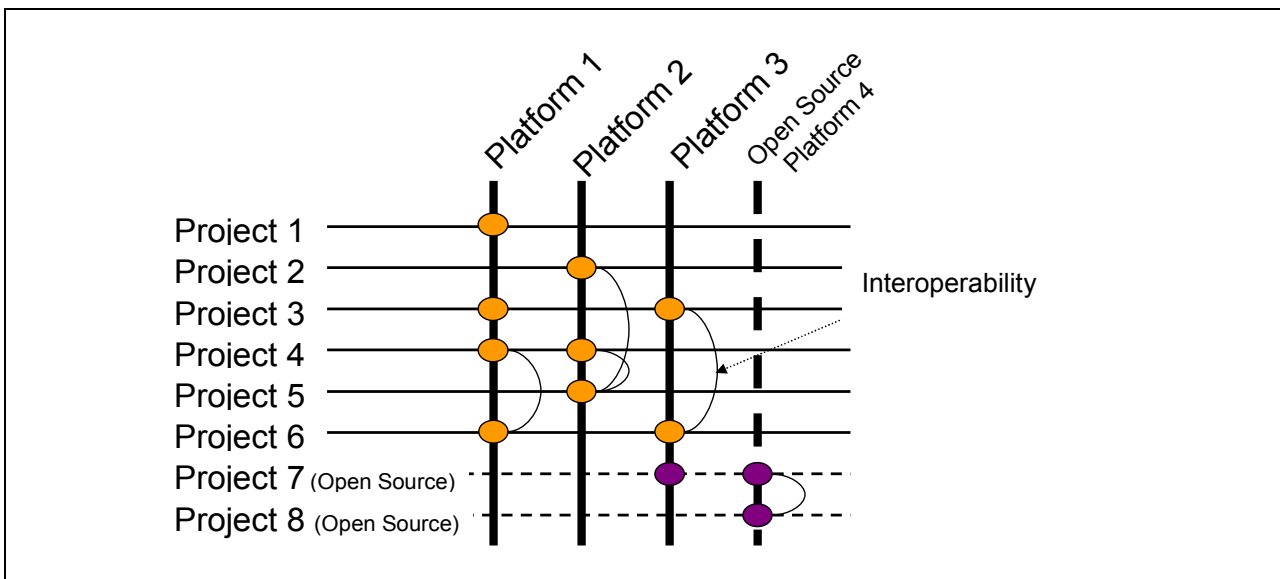 Platform 1
Platform 2
Platform 3
Open Source
Platform 4
Project 1
Project 2
Interoperability
Project 3
Project 4
Project 5
Project 6
Project 7 (Open Source)
Project 8 (Open Source)